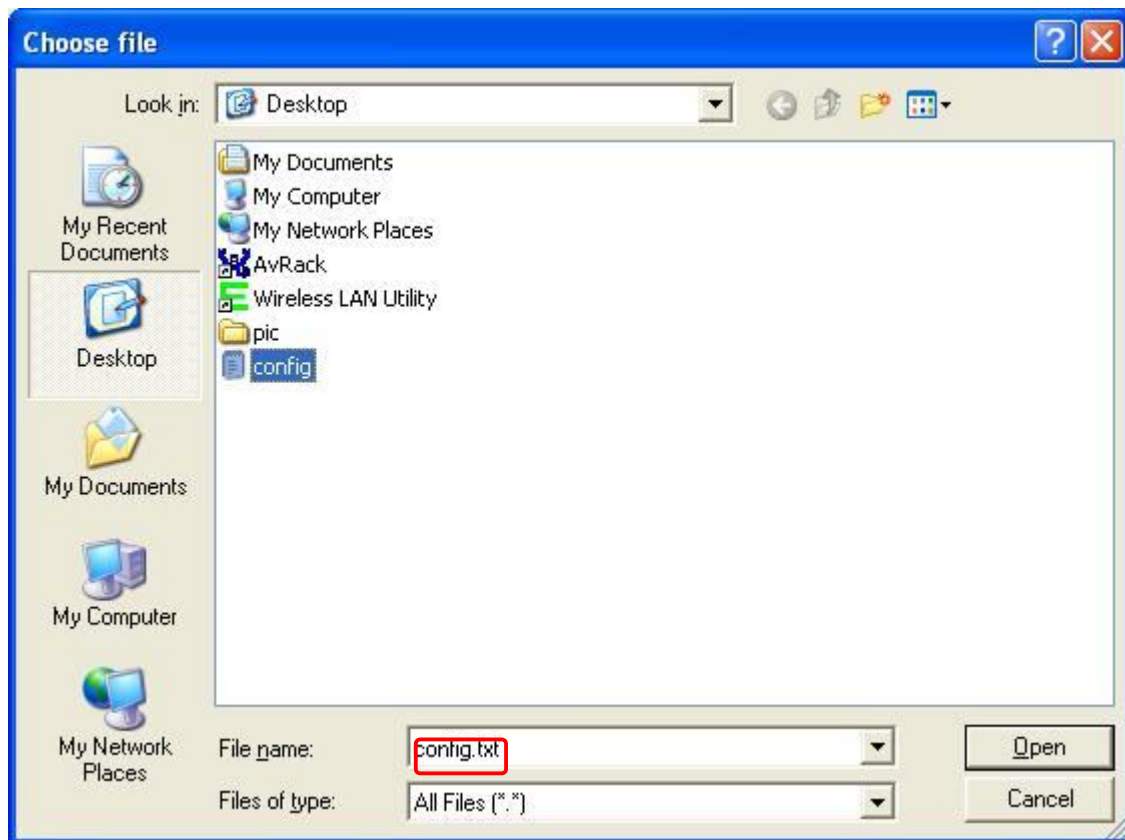 Choose file
Look in:
Desktop
My Recent
Documents
Desktop
My Documents
My Computer
My Network
Places
My Documents
My Computer
My Network Places
AvRack
Wireless LAN Utility
pic
config
File name:
config.txt
Open
Files of type:
All Files (*.*)
Cancel